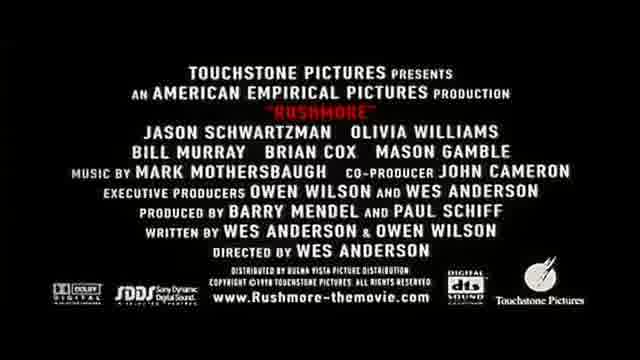 TOUCHSTONE PICTURES PRESENTS
AN AMERICAN EMPIRICAL PICTURES PRODUCTION
"RUSHMORE"
JASON SCHWARTZMAN OLIVIA WILLIAMS
BILL MURRAY BRIAN COX MASON GAMBLE
MUSIC BY MARK MOTHERSBAUGH CO-PRODUCER JOHN CAMERON
EXECUTIVE PRODUCERS OWEN WILSON AND WES ANDERSON
PRODUCED BY BARRY MENDEL AND PAUL SCHIFF
WRITTEN BY WES ANDERSON & OWEN WILSON
DIRECTED BY WES ANDERSON
DISTRIBUTED BY BUENA VISTA PICTURE DISTRIBUTION
COPYRIGHT ©1998 TOUCHSTONE PICTURES. ALL RIGHTS RESERVED.
www.Rushmore-themovie.com
DOLBY
DIGITAL
SDDS Sony Dynamic
Digital Sound.
DIGITAL
dts
SOUND
Touchstone Pictures